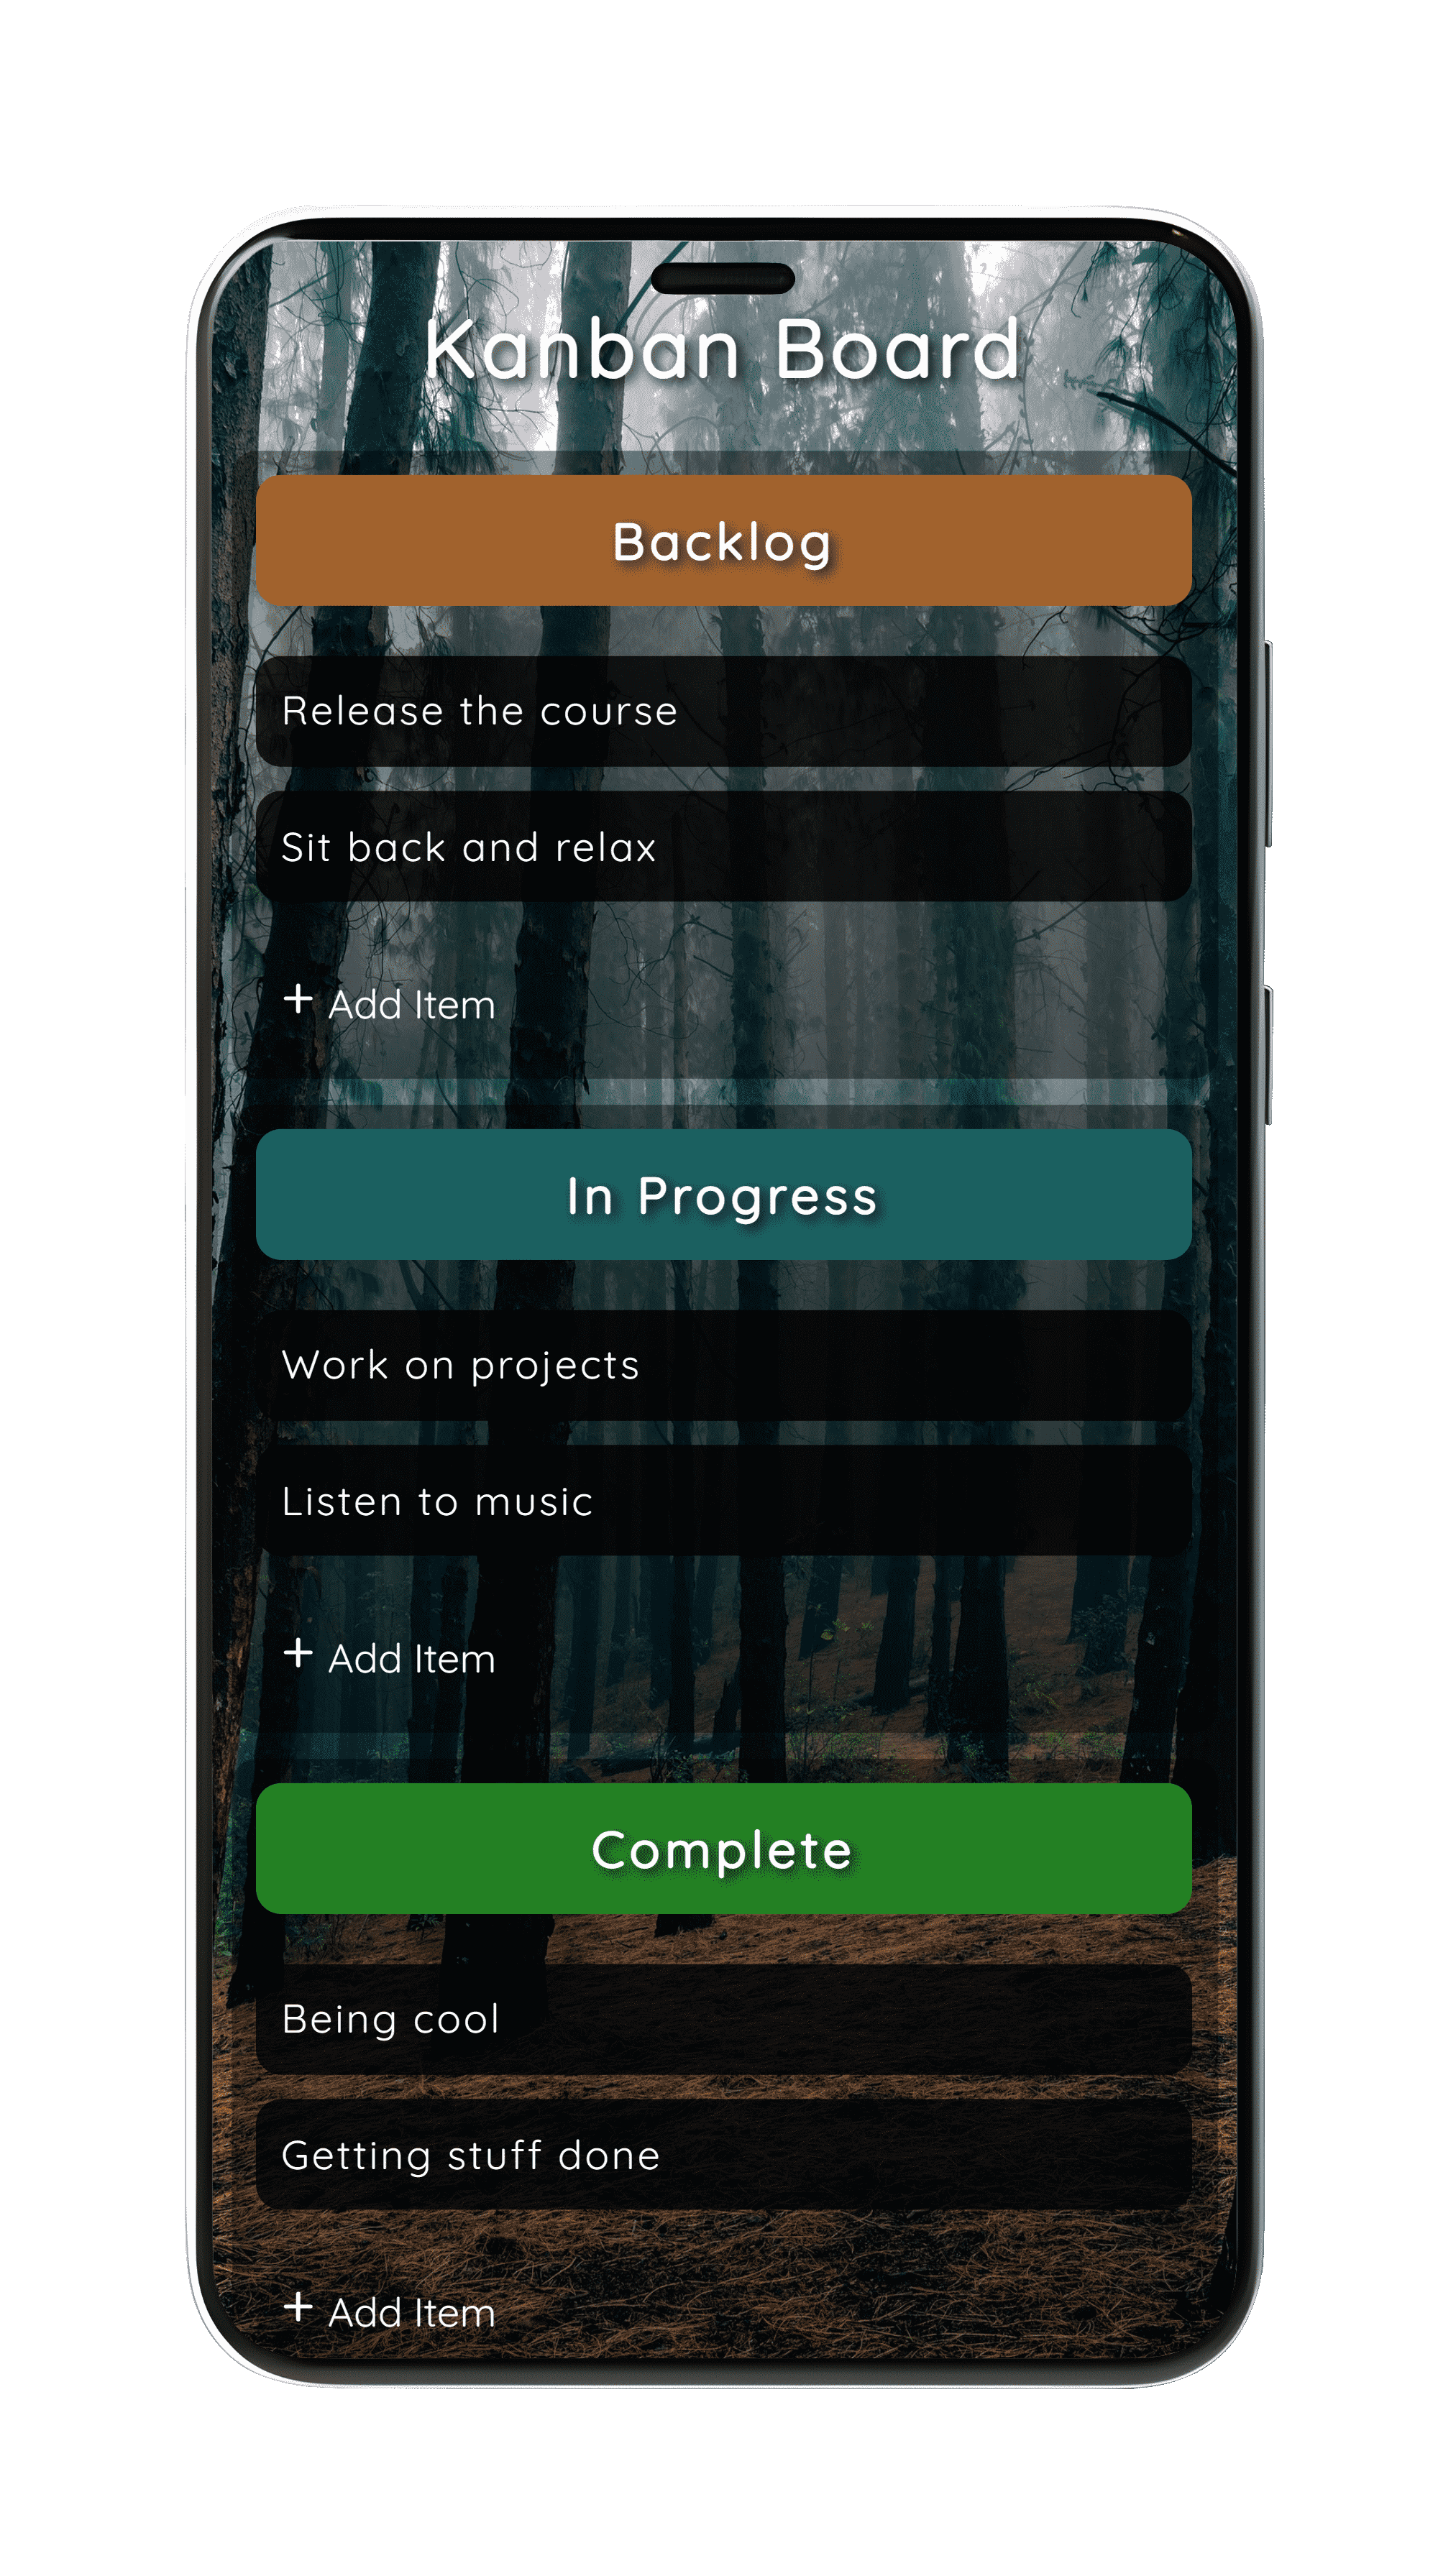 Kanban Board
Backlog
Release the course
Sit back and relax
+ Add Item
In Progress
Work on projects
Listen to music
+ Add Item
Complete
Being cool
Getting stuff done
+ Add Item